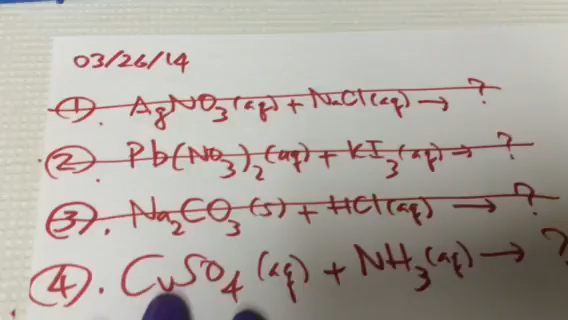 03/26/14
①. AgNO₃(aq) + NaCl(aq) → ?
②. Pb(NO₃)₂(aq) + KI₃(aq) → ?
③. Na₂CO₃(s) + HCl(aq) → ?
④. CuSO₄(aq) + NH₃(aq) → ?